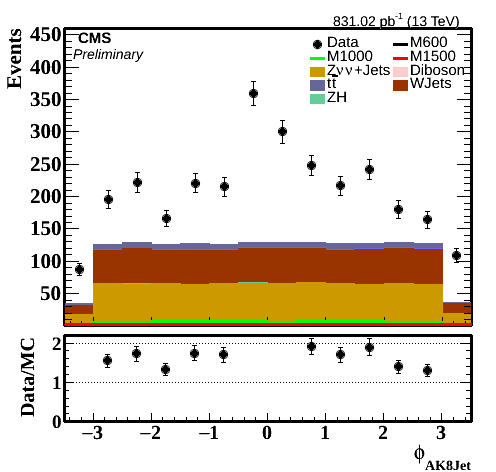 831.02 pb⁻¹ (13 TeV)
CMS
Preliminary
Events
Data
M600
M1000
M1500
Zνν+Jets
Diboson
tt̄
WJets
ZH
450
400
350
300
250
200
150
100
50
Data/MC
2
1
0
−3 −2 −1 0 1 2 3
ϕ AK8Jet